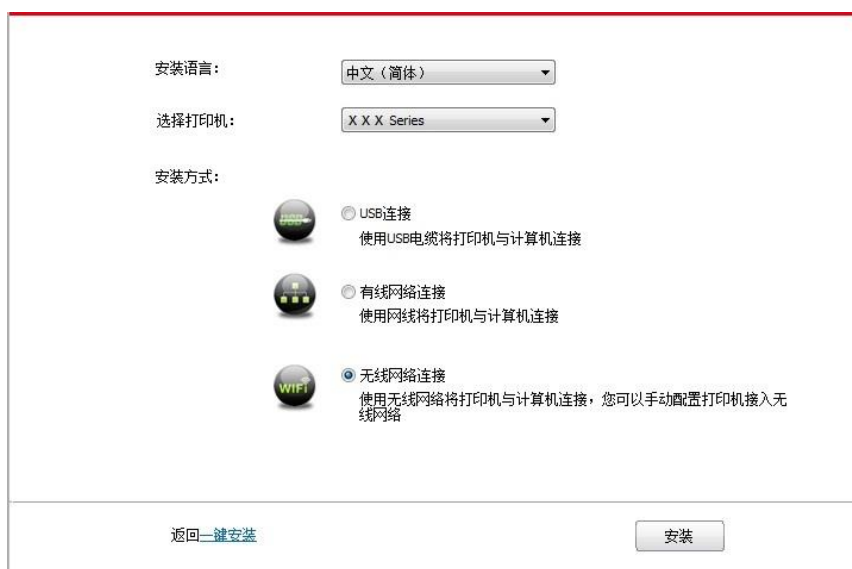 安装语言：
中文（简体）
选择打印机：
X X X Series
安装方式：
USB
USB连接
使用USB电缆将打印机与计算机连接
有线网络连接
使用网线将打印机与计算机连接
WiFi
无线网络连接
使用无线网络将打印机与计算机连接，您可以手动配置打印机接入无
线网络
返回一键安装
安装